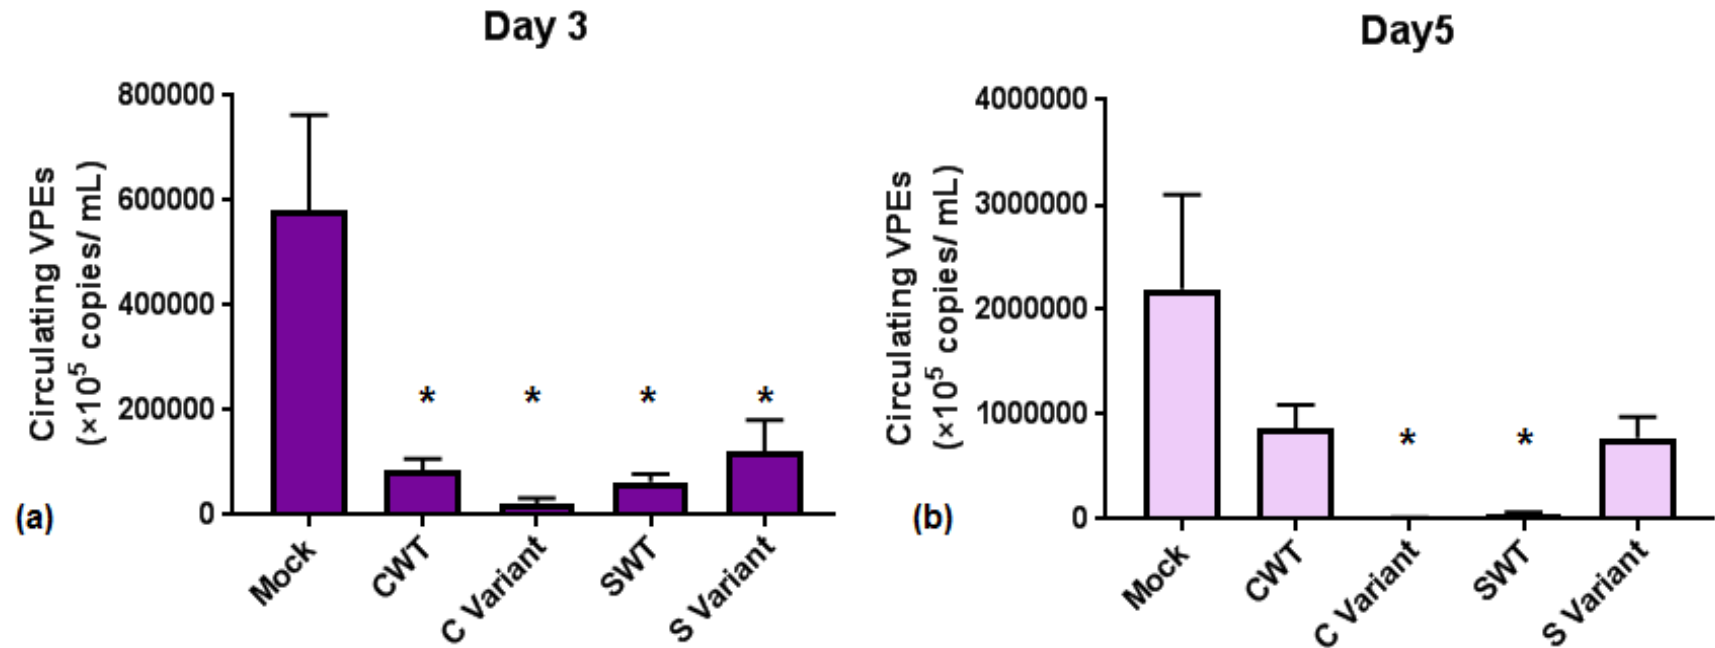 Day 3
Circulating VPEs
(×10⁵ copies/ mL)
800000
600000
400000
200000
0
* * * *
Mock
CWT
C Variant
SWT
S Variant
(a)
Day5
Circulating VPEs
(×10⁵ copies/ mL)
4000000
3000000
2000000
1000000
0
* *
Mock
CWT
C Variant
SWT
S Variant
(b)